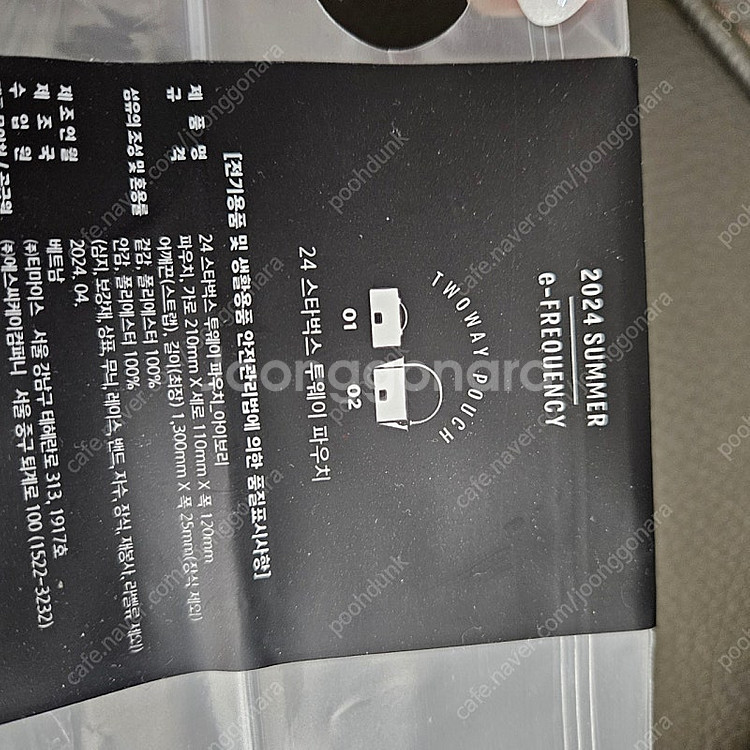 2024 SUMMER
e-FREQUENCY
TWOWAY POUCH
01 02
24 스타벅스 투웨이 파우치
[전기용품 및 생활용품 안전관리법에 의한 품질표시사항]
제 품 명 24 스타벅스 투웨이 파우치_아이보리
규 격 파우치, 가로 210mm X 세로 110mm X 폭 120mm
어깨끈(스트랩), 길이(최장) 1,300mm X 폭 25mm(장식 제외)
섬유의 조성 및 혼용률 겉감, 폴리에스터 100%
안감, 폴리에스터 100%
(심지, 보강재, 상표, 무늬, 레이스, 밴드, 자수, 장식, 재봉사, 라벨류 제외)
제조연월 2024. 04.
제 조 국 베트남
수 입 원 ㈜티마이스 서울 강남구 테헤란로 313, 1917호
㈜에스씨케이컴퍼니 서울 중구 퇴계로 100 (1522-3232)
joonggonara
poohdunk
cafe.naver.com/joonggonara